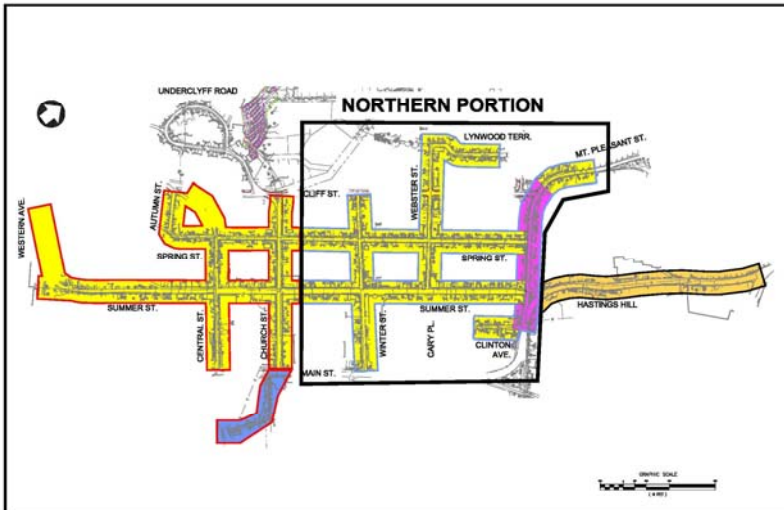 UNDERCLYFF ROAD
NORTHERN PORTION
LYNWOOD TERR.
MT. PLEASANT ST.
WEBSTER ST.
CLIFF ST.
AUTUMN ST.
WESTERN AVE.
SPRING ST.
SPRING ST.
SUMMER ST.
SUMMER ST.
HASTINGS HILL
CENTRAL ST.
CHURCH ST.
WINTER ST.
CARY PL.
CLINTON
AVE.
MAIN ST.
GRAPHIC SCALE